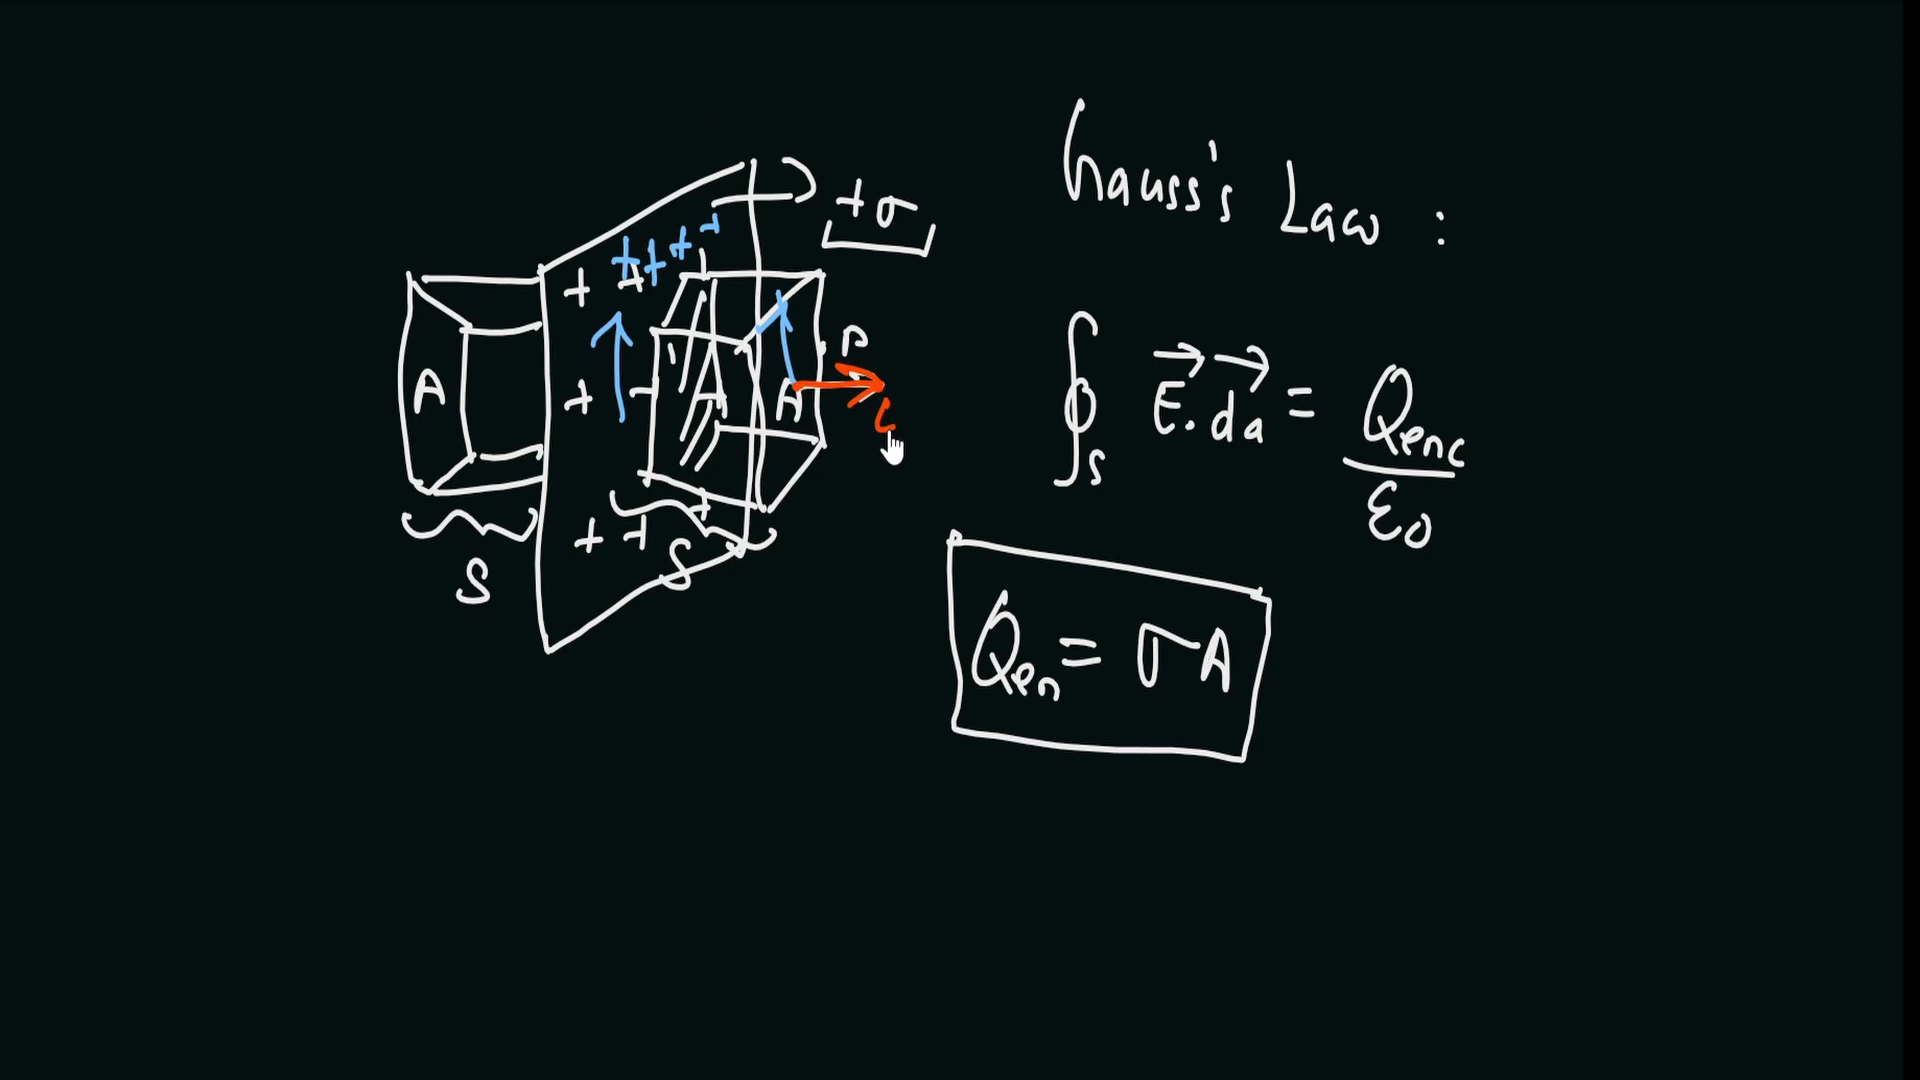 Gauss's Law :
+σ
+ + + + +
+ +
A A A P
∮S E⃗ . da⃗ = Qenc / ε0
+ + +
S S
Qen = σA